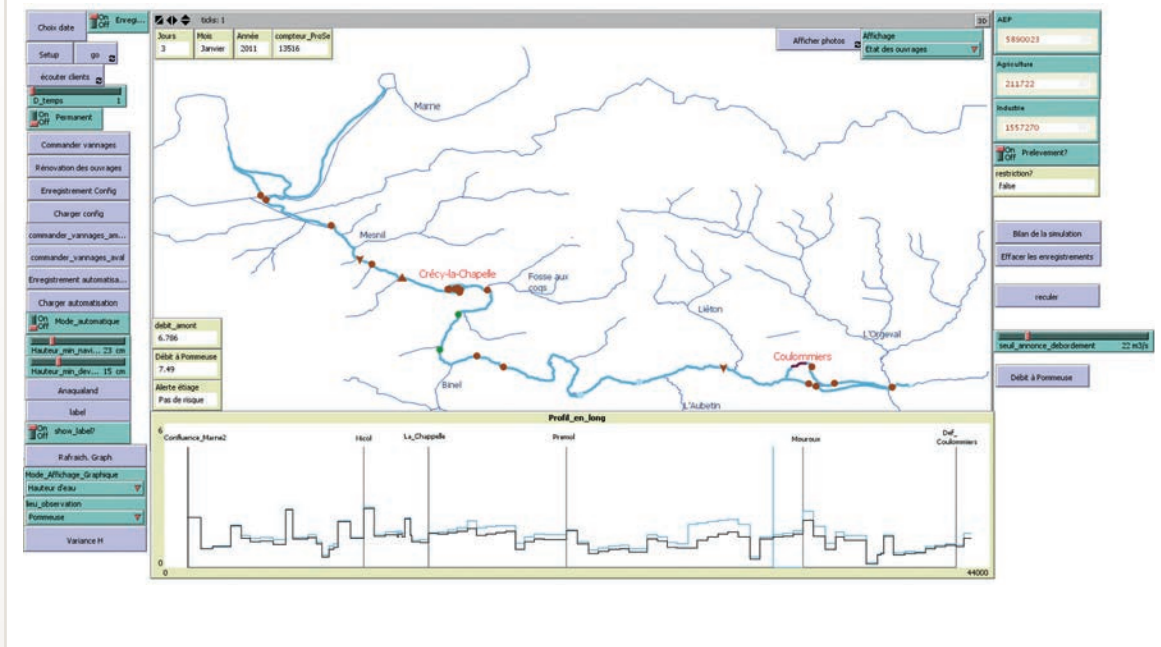 Choix date
On
Off
Enregi...
Setup
go
écouter clients
D_temps 1
On
Off
Permanent
Commander vannages
Rénovation des ouvrages
Enregistrement Config
Charger config
commander_vannages_am...
commander_vannages_aval
Enregistrement automatisa...
Charger automatisation
On
Off
Mode_automatique
Hauteur_min_navi... 23 cm
Hauteur_min_dev... 15 cm
Anaqualand
label
On
Off
show_label?
Rafraich. Graph
Mode_Affichage_Graphique
Hauteur d'eau
lieu_observation
Pommeuse
Variance H
ticks: 1
3D
Jours
3
Mois
Janvier
Année
2011
compteur_ProSe
13516
Afficher photos
Affichage
Etat des ouvrages
Marne
Mesnil
Crécy-la-Chapelle
Fosse aux
coqs
Liéton
L'Orgeval
Coulommiers
Binel
L'Aubetin
debit_amont
6.786
Débit à Pommeuse
7.49
Alerte étiage
Pas de risque
Profil_en_long
6
Confluence_Marne2
Nicol
La_Chappelle
Premol
Mouroux
Def_
Coulommiers
0
0
44000
AEP
5890023
Agriculture
211722
Industrie
1557270
On
Off
Prelevement?
restriction?
false
Bilan de la simulation
Effacer les enregistrements
reculer
seuil_annonce_debordement 22 m3/s
Débit à Pommeuse